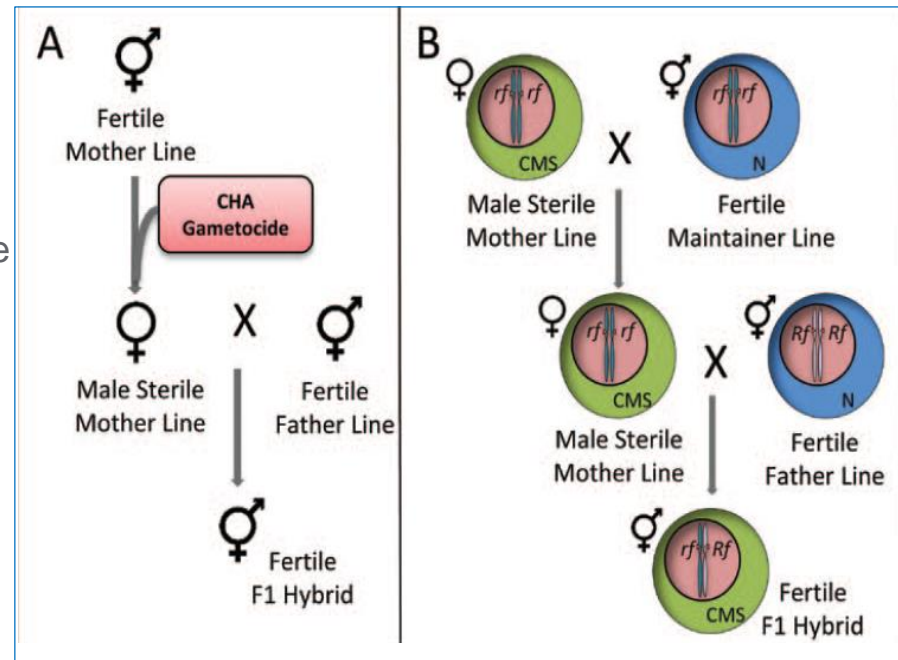 A
Fertile
Mother Line
CHA
Gametocide
e
X
Male Sterile
Mother Line
Fertile
Father Line
Fertile
F1 Hybrid
B
rf rf
CMS
X
rf rf
N
Male Sterile
Mother Line
Fertile
Maintainer Line
rf rf
CMS
X
Rf Rf
N
Male Sterile
Mother Line
Fertile
Father Line
rf Rf
CMS
Fertile
F1 Hybrid